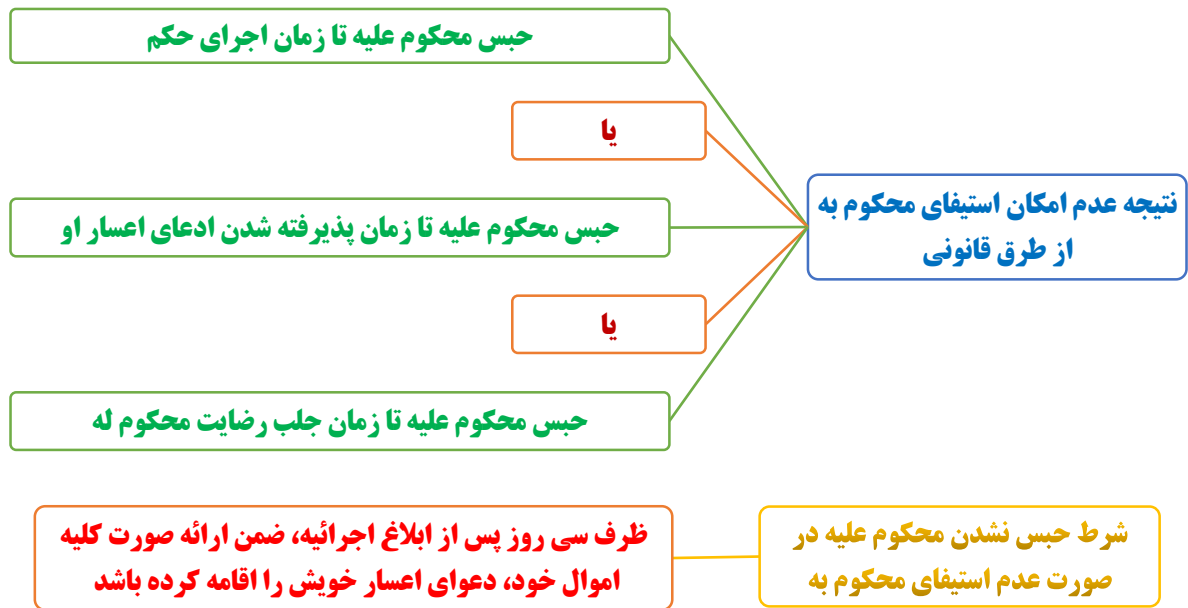 نتیجه عدم امکان استیفای محکوم به
از طرق قانونی
حبس محکوم علیه تا زمان اجرای حکم
یا
حبس محکوم علیه تا زمان پذیرفته شدن ادعای اعسار او
یا
حبس محکوم علیه تا زمان جلب رضایت محکوم له
شرط حبس نشدن محکوم علیه در
صورت عدم استیفای محکوم به
ظرف سی روز پس از ابلاغ اجرائیه، ضمن ارائه صورت کلیه
اموال خود، دعوای اعسار خویش را اقامه کرده باشد